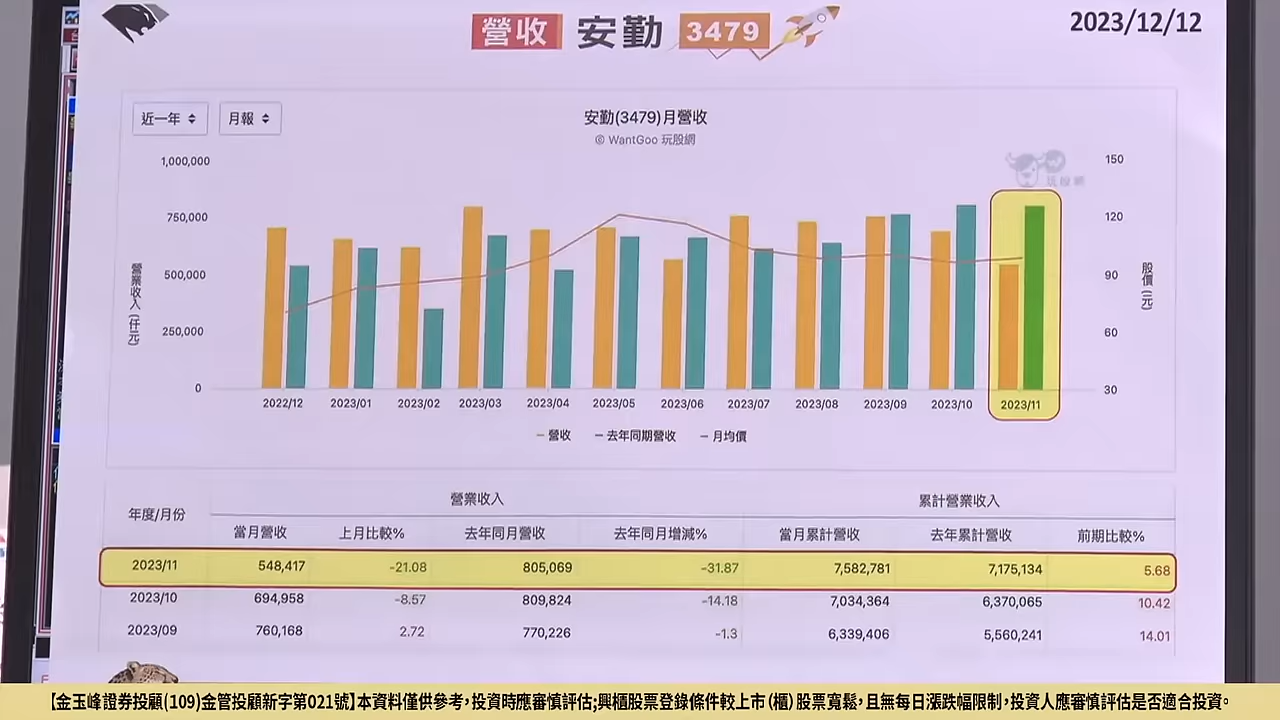 營收 安勤 3479
2023/12/12
近一年 月報
安勤(3479)月營收
© WantGoo 玩股網
玩股網
1,000,000 150
750,000 120
500,000 90
250,000 60
0 30
營業收入 (仟元)
股價 (元)
2022/12 2023/01 2023/02 2023/03 2023/04 2023/05 2023/06 2023/07 2023/08 2023/09 2023/10 2023/11
營收 去年同期營收 月均價
年度/月份 營業收入 累計營業收入
當月營收 上月比較% 去年同月營收 去年同月增減% 當月累計營收 去年累計營收 前期比較%
2023/11 548,417 -21.08 805,069 -31.87 7,582,781 7,175,134 5.68
2023/10 694,958 -8.57 809,824 -14.18 7,034,364 6,370,065 10.42
2023/09 760,168 2.72 770,226 -1.3 6,339,406 5,560,241 14.01
【金玉峰證券投顧(109)金管投顧新字第021號】本資料僅供參考，投資時應審慎評估;興櫃股票登錄條件較上市（櫃）股票寬鬆，且無每日漲跌幅限制，投資人應審慎評估是否適合投資。